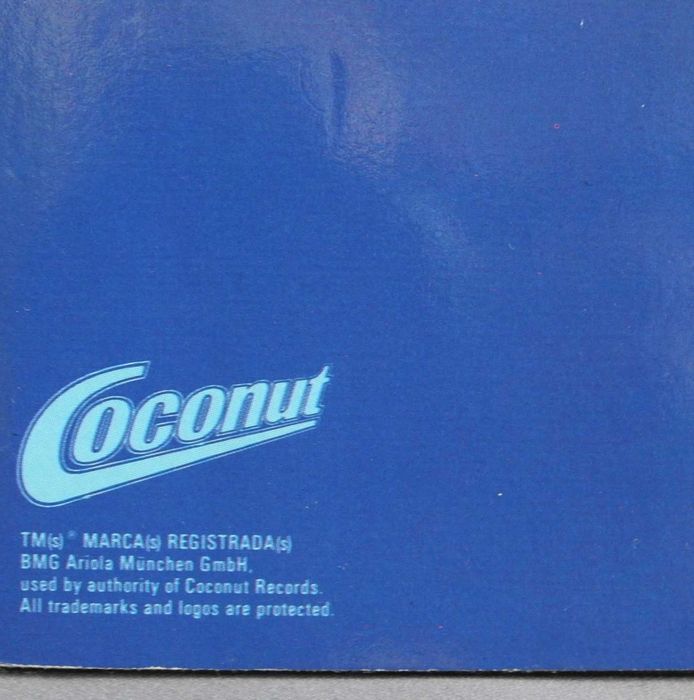 Coconut
TM(s) ® MARCA(s) REGISTRADA(s)
BMG Ariola München GmbH,
used by authority of Coconut Records.
All trademarks and logos are protected.